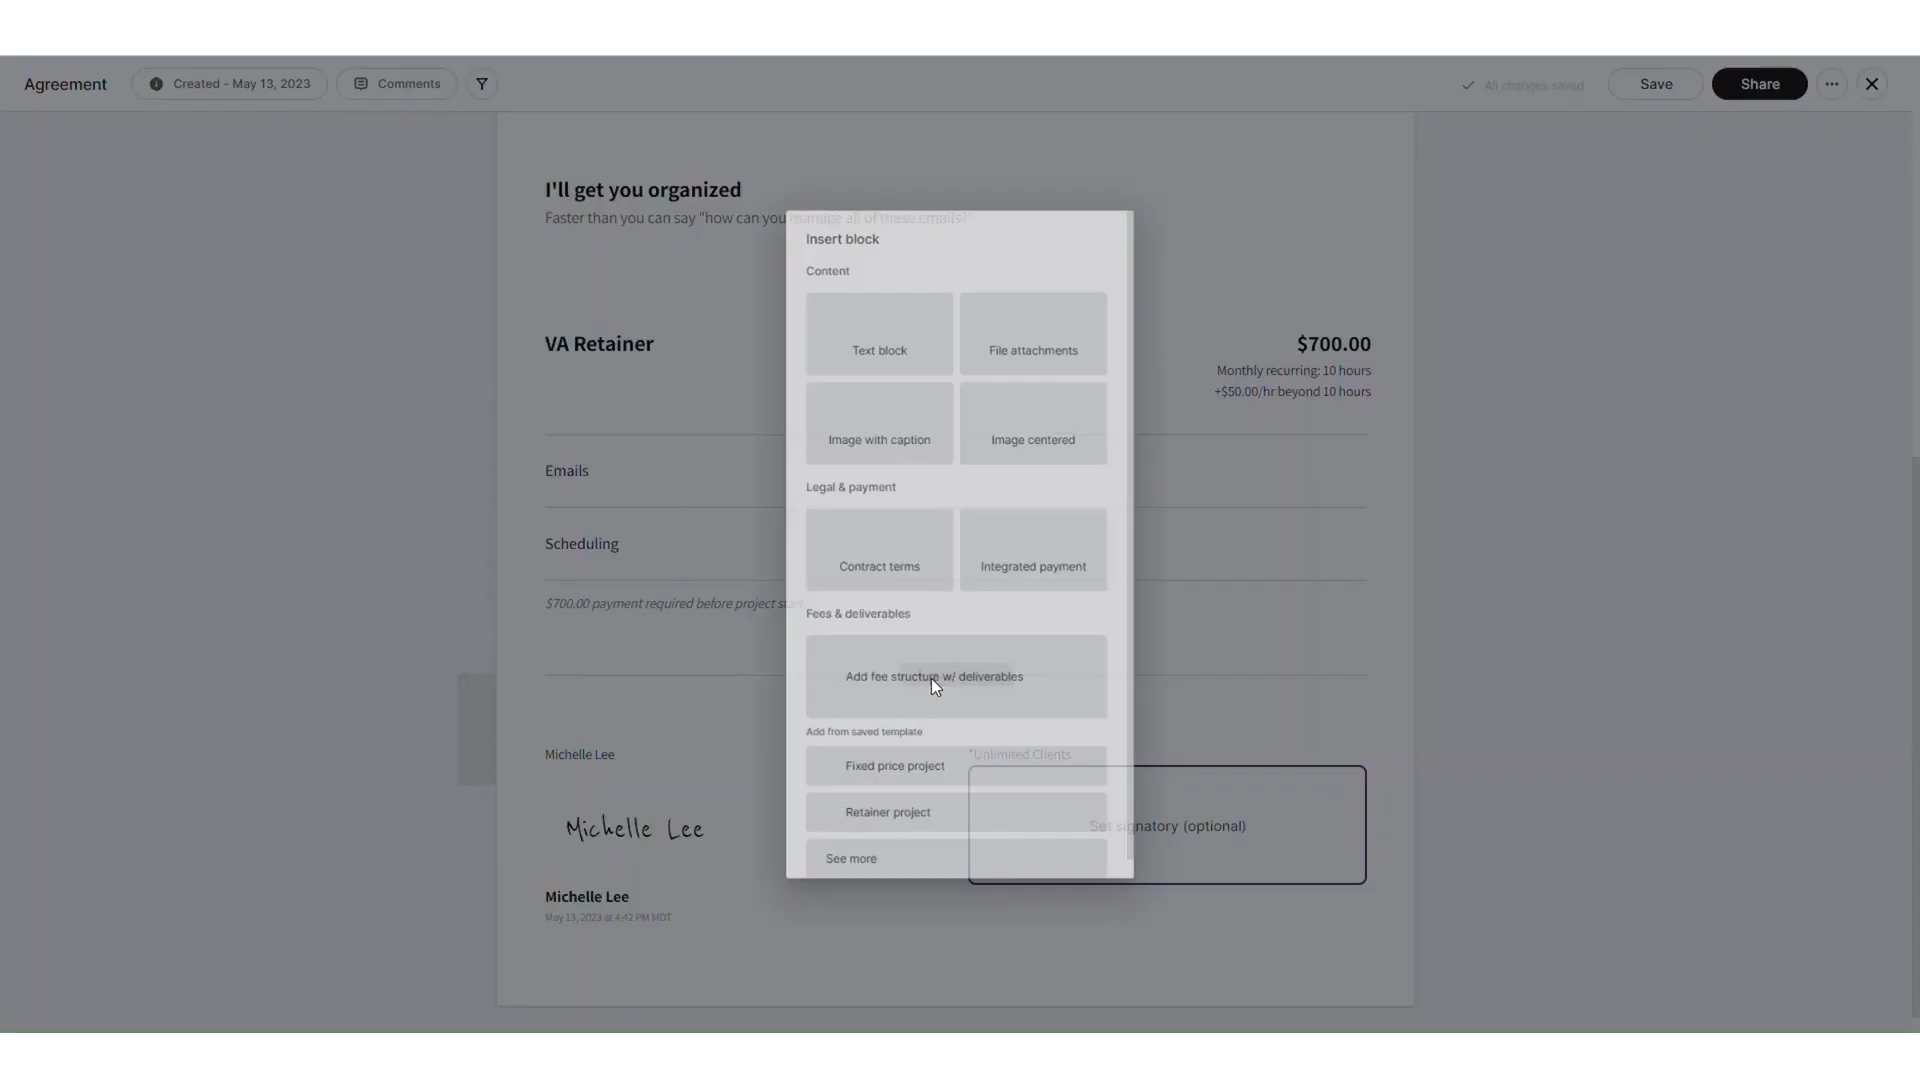 Agreement
Created - May 13, 2023
Comments
All changes saved
Save
Share
I'll get you organized
Faster than you can say "how can you manage all of these emails?"
VA Retainer
$700.00
Monthly recurring: 10 hours
+$50.00/hr beyond 10 hours
Emails
Scheduling
$700.00 payment required before project start.
Insert block
Content
Text block
File attachments
Image with caption
Image centered
Legal & payment
Contract terms
Integrated payment
Fees & deliverables
Add fee structure w/ deliverables
Add from saved template
Fixed price project
Retainer project
See more
Michelle Lee
*Unlimited Clients
Michelle Lee
Set signatory (optional)
Michelle Lee
May 13, 2023 at 4:42 PM MDT